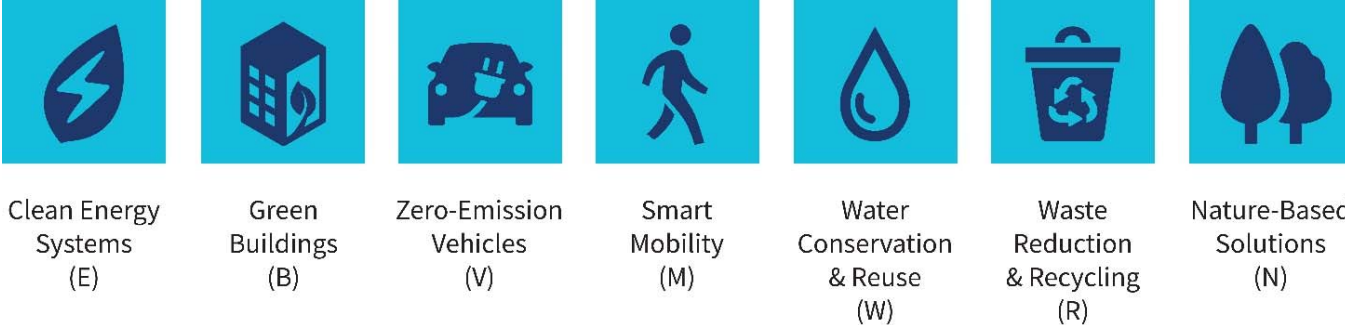 Clean Energy
Systems
(E)
Green
Buildings
(B)
Zero-Emission
Vehicles
(V)
Smart
Mobility
(M)
Water
Conservation
& Reuse
(W)
Waste
Reduction
& Recycling
(R)
Nature-Based
Solutions
(N)